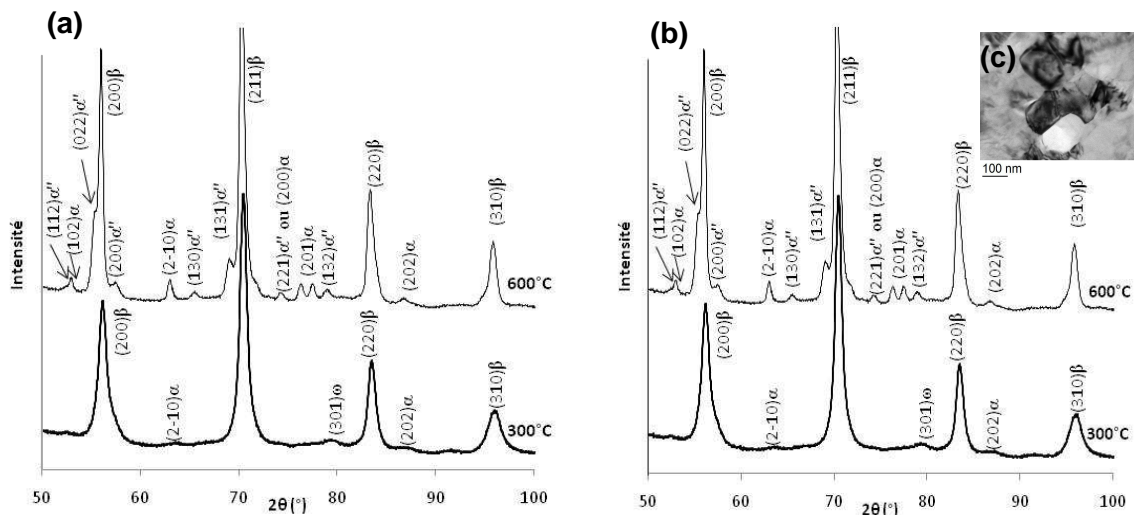 (a)
Intensité
(112)α''
(102)α
(022)α''
(200)β
(200)α''
(2-10)α
(130)α''
(131)α''
(211)β
(221)α'' ou (200)α
(201)α
(132)α''
(220)β
(202)α
(310)β
600°C
(200)β
(2-10)α
(301)ω
(220)β
(202)α
(310)β
300°C
50 60 70 80 90 100
2θ (°)
(b)
(c)
100 nm
Intensité
(112)α''
(102)α
(022)α''
(200)β
(200)α''
(2-10)α
(130)α''
(131)α''
(211)β
(221)α'' ou (200)α
(201)α
(132)α''
(220)β
(202)α
(310)β
600°C
(200)β
(2-10)α
(301)ω
(220)β
(202)α
(310)β
300°C
50 60 70 80 90 100
2θ (°)